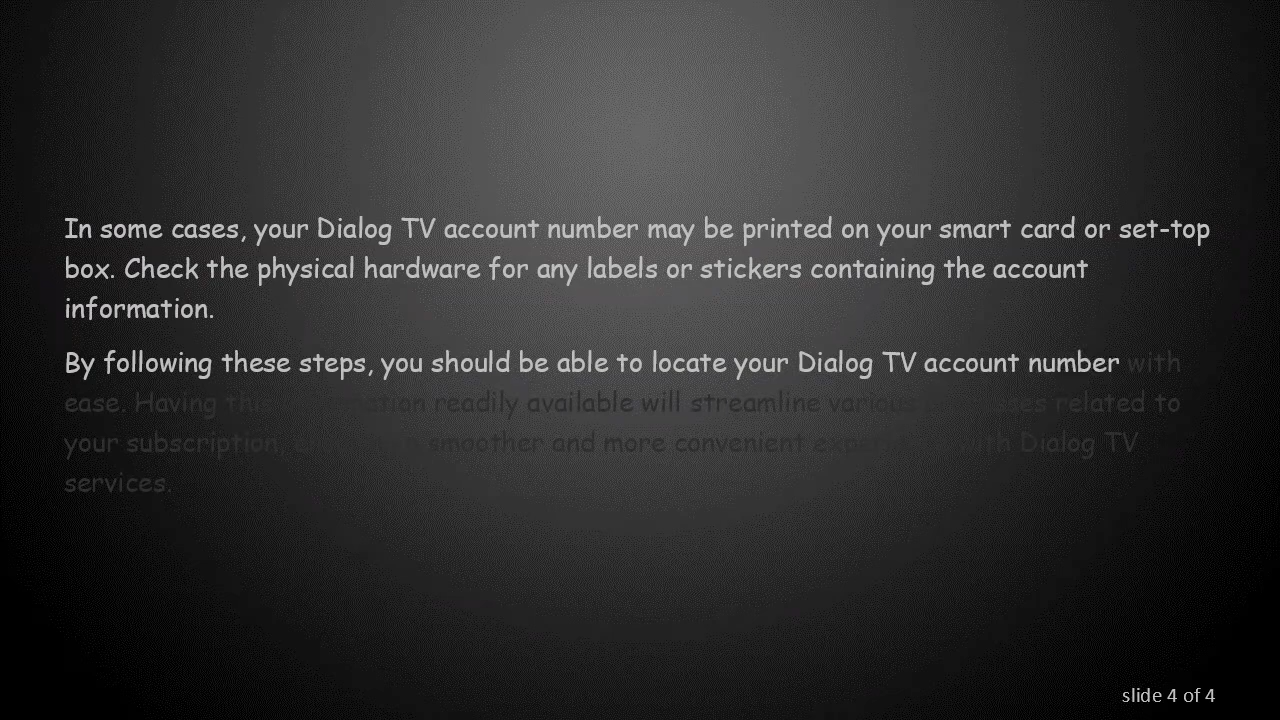 In some cases, your Dialog TV account number may be printed on your smart card or set-top
box. Check the physical hardware for any labels or stickers containing the account
information.
By following these steps, you should be able to locate your Dialog TV account number with
ease. Having this readily available will streamline various related to
your subscription, smoother and more convenient with Dialog TV
services.
slide 4 of 4